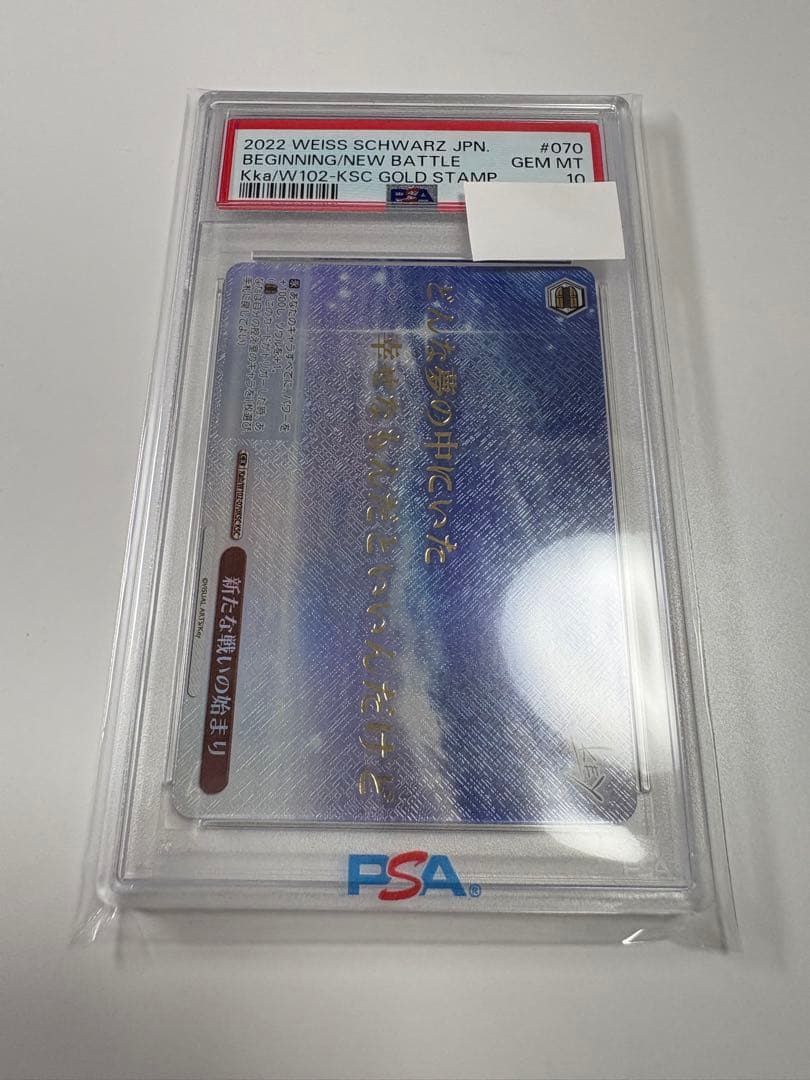 2022 WEISS SCHWARZ JPN. #070
BEGINNING/NEW BATTLE GEM MT
Kka/W102-KSC GOLD STAMP 10
PSA
どんな夢の中にいた
幸せなもんだといいんだけど
Key
新たな戦いの始まり
©VISUAL ARTS/Key
PSA®